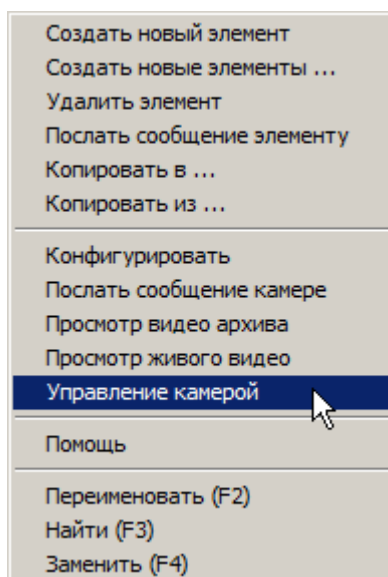 Создать новый элемент
Создать новые элементы ...
Удалить элемент
Послать сообщение элементу
Копировать в ...
Копировать из ...
Конфигурировать
Послать сообщение камере
Просмотр видео архива
Просмотр живого видео
Управление камерой
Помощь
Переименовать (F2)
Найти (F3)
Заменить (F4)